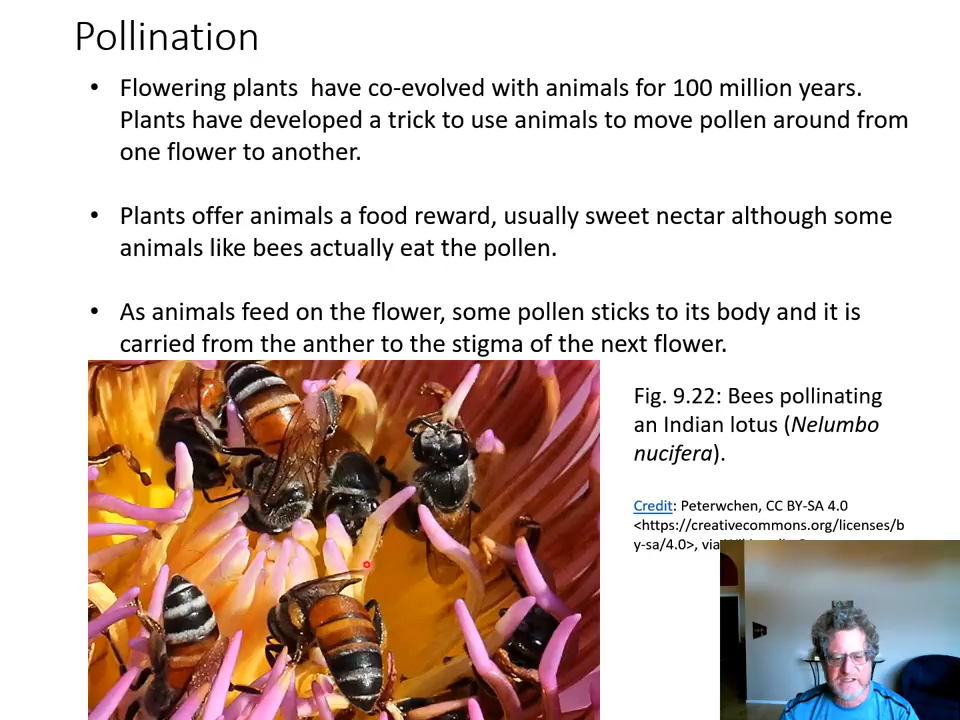 Pollination
• Flowering plants  have co-evolved with animals for 100 million years.
Plants have developed a trick to use animals to move pollen around from
one flower to another.
• Plants offer animals a food reward, usually sweet nectar although some
animals like bees actually eat the pollen.
• As animals feed on the flower, some pollen sticks to its body and it is
carried from the anther to the stigma of the next flower.
Fig. 9.22: Bees pollinating
an Indian lotus (Nelumbo
nucifera).
Credit: Peterwchen, CC BY-SA 4.0
<https://creativecommons.org/licenses/b
y-sa/4.0>, via